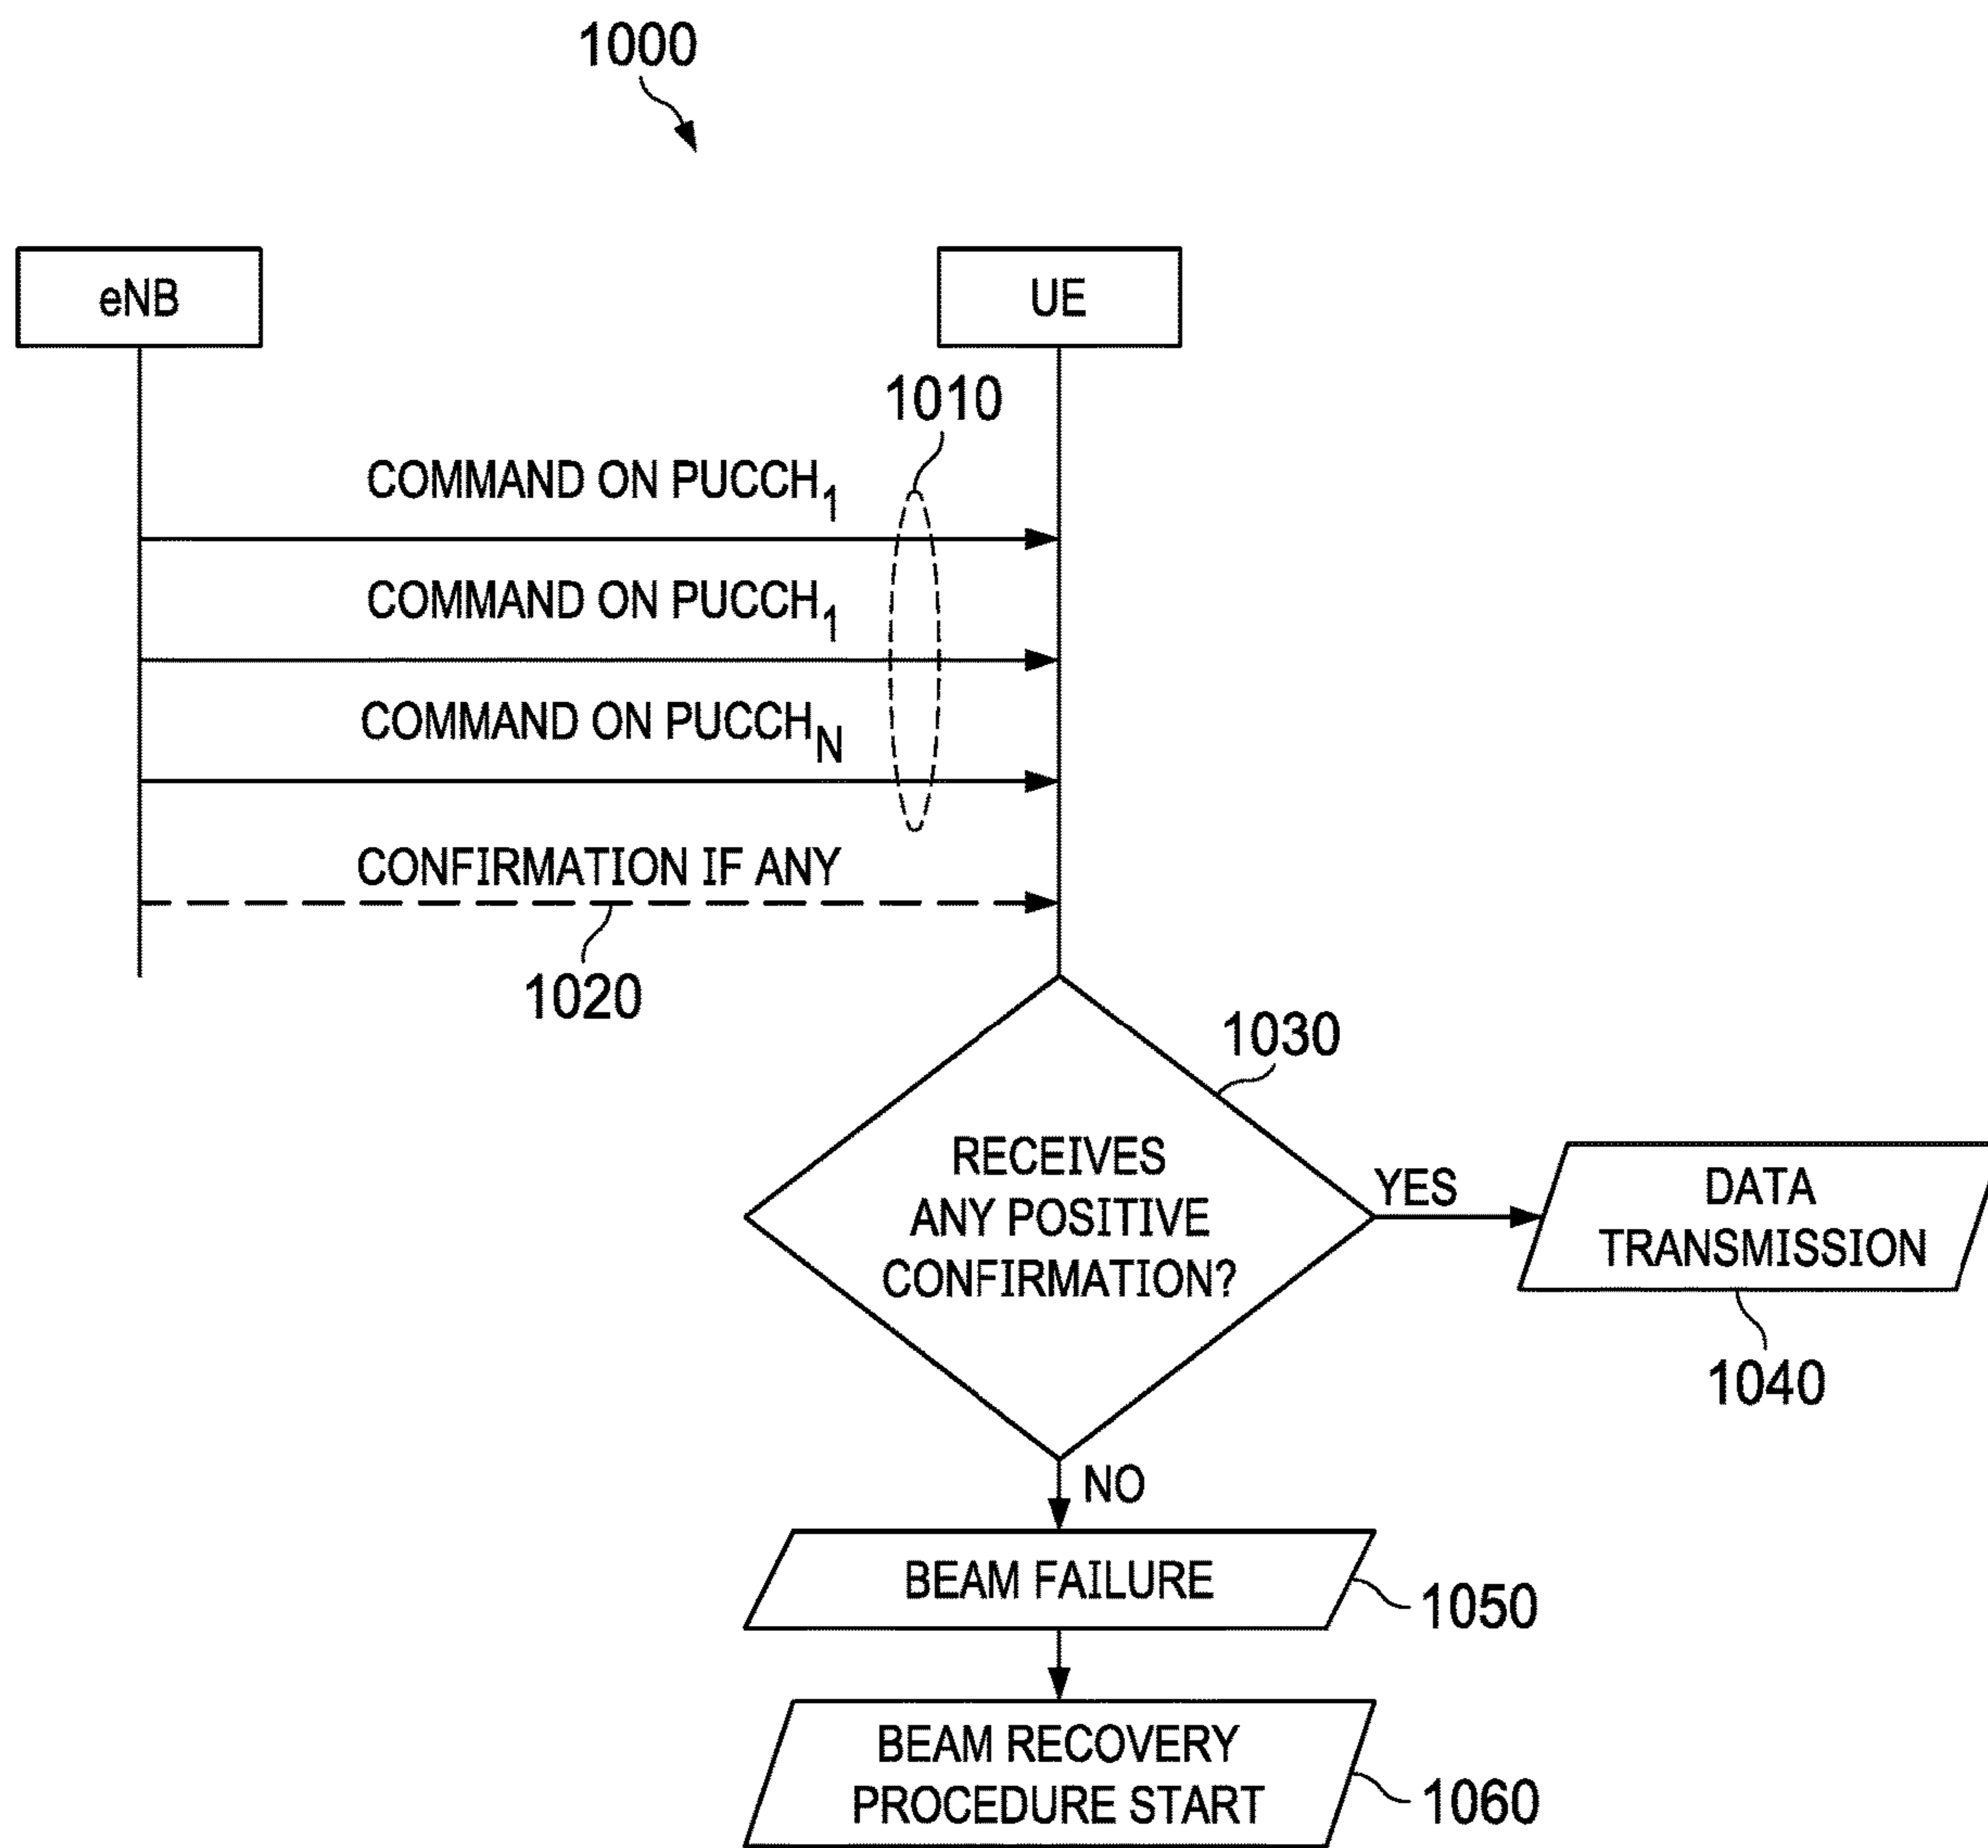 1000
eNB
UE
1010
COMMAND ON PUCCH1
COMMAND ON PUCCH1
COMMAND ON PUCCHN
CONFIRMATION IF ANY
1020
1030
RECEIVES
ANY POSITIVE
CONFIRMATION?
YES
DATA
TRANSMISSION
1040
NO
BEAM FAILURE
1050
BEAM RECOVERY
PROCEDURE START
1060